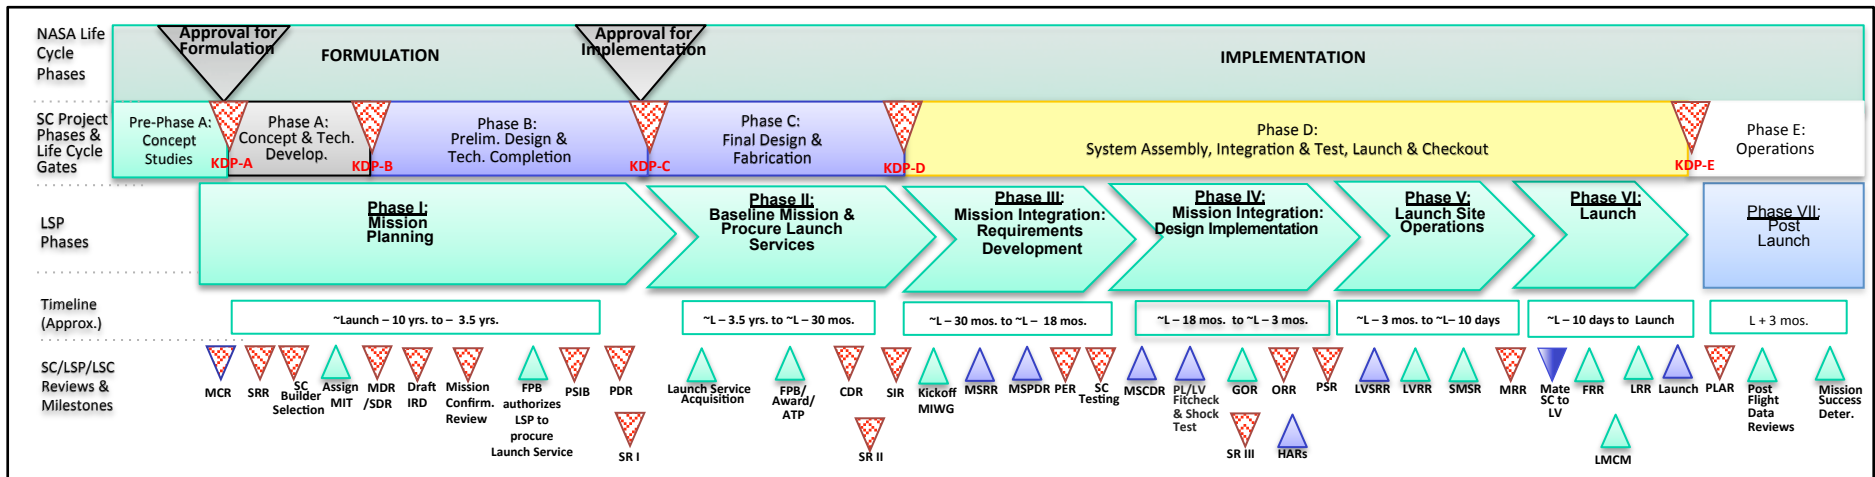 NASA Life
Cycle
Phases
Approval for
Formulation
FORMULATION
Approval for
Implementation
IMPLEMENTATION
SC Project
Phases &
Life Cycle
Gates
Pre-Phase A:
Concept
Studies
KDP-A
Phase A:
Concept & Tech.
Develop.
KDP-B
Phase B:
Prelim. Design &
Tech. Completion
KDP-C
Phase C:
Final Design &
Fabrication
KDP-D
Phase D:
System Assembly, Integration & Test, Launch & Checkout
KDP-E
Phase E:
Operations
LSP
Phases
Phase I:
Mission
Planning
Phase II:
Baseline Mission &
Procure Launch
Services
Phase III:
Mission Integration:
Requirements
Development
Phase IV:
Mission Integration:
Design Implementation
Phase V:
Launch Site
Operations
Phase VI:
Launch
Phase VII:
Post
Launch
Timeline
(Approx.)
~Launch – 10 yrs. to – 3.5 yrs.
~L – 3.5 yrs. to ~L – 30 mos.
~L – 30 mos. to ~L – 18 mos.
~L – 18 mos. to ~L – 3 mos.
~L – 3 mos. to ~L– 10 days
~L – 10 days to Launch
L + 3 mos.
SC/LSP/LSC
Reviews &
Milestones
MCR
SRR
SC
Builder
Selection
Assign
MIT
MDR
/SDR
Draft
IRD
Mission
Confirm.
Review
FPB
authorizes
LSP to
procure
Launch Service
PSIB
PDR
SR I
Launch Service
Acquisition
FPB/
Award/
ATP
CDR
SR II
SIR
Kickoff
MIWG
MSRR
MSPDR
PER
SC
Testing
MSCDR
PL/LV
Fitcheck
& Shock
Test
GOR
SR III
ORR
HARs
PSR
LVSRR
LVRR
SMSR
MRR
Mate
SC to
LV
FRR
LMCM
LRR
Launch
PLAR
Post
Flight
Data
Reviews
Mission
Success
Deter.